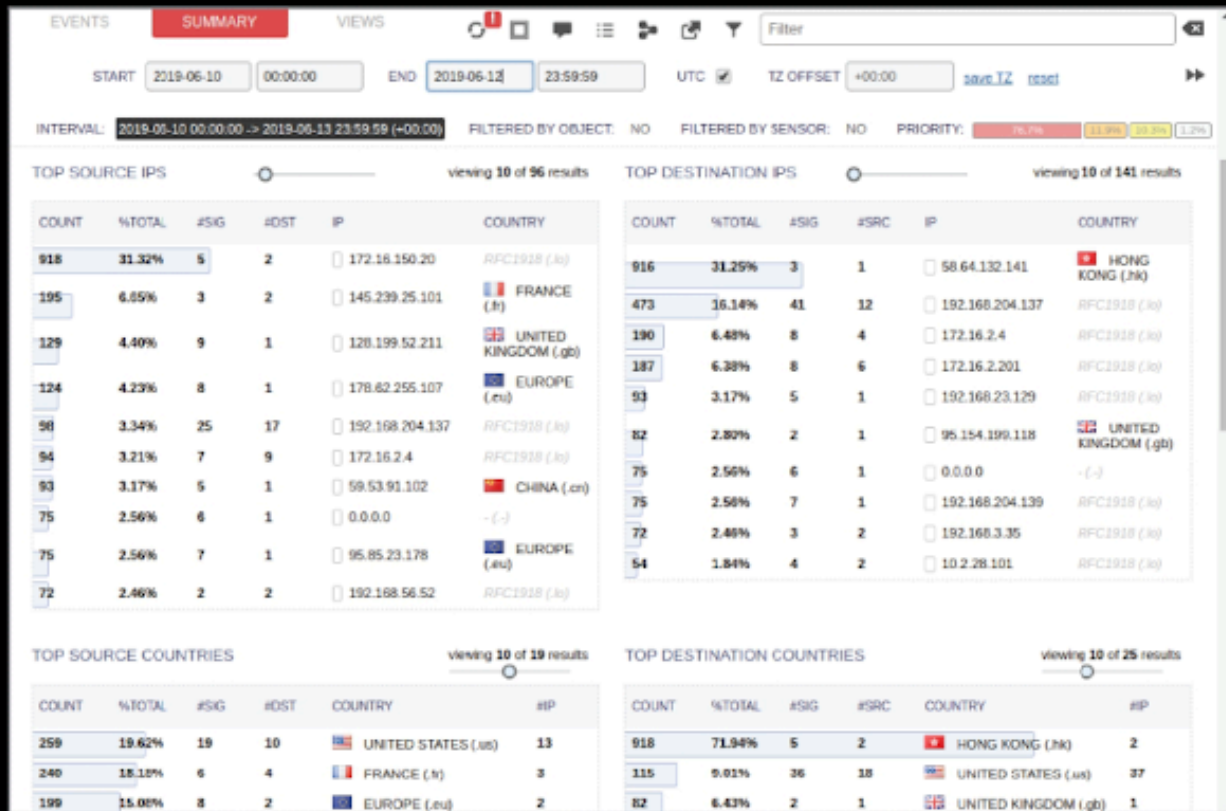 EVENTS SUMMARY VIEWS ! Filter
START 2019-06-10 00:00:00 END 2019-06-12 23:59:59 UTC TZ OFFSET +00:00 save TZ reset
INTERVAL: 2019-06-10 00:00:00 -> 2019-06-13 23:59:59 (+00:00) FILTERED BY OBJECT: NO FILTERED BY SENSOR: NO PRIORITY: 76.7% 11.9% 10.3% 1.2%
TOP SOURCE IPS viewing 10 of 96 results
COUNT %TOTAL #SIG #DST IP COUNTRY
918 31.32% 5 2 172.16.150.20 RFC1918 (.lo)
195 6.65% 3 2 145.239.25.101 FRANCE (.fr)
129 4.40% 9 1 128.199.52.211 UNITED KINGDOM (.gb)
124 4.23% 8 1 178.62.255.107 EUROPE (.eu)
98 3.34% 25 17 192.168.204.137 RFC1918 (.lo)
94 3.21% 7 9 172.16.2.4 RFC1918 (.lo)
93 3.17% 5 1 59.53.91.102 CHINA (.cn)
75 2.56% 6 1 0.0.0.0 - (.-)
75 2.56% 7 1 95.85.23.178 EUROPE (.eu)
72 2.46% 2 2 192.168.56.52 RFC1918 (.lo)
TOP DESTINATION IPS viewing 10 of 141 results
COUNT %TOTAL #SIG #SRC IP COUNTRY
916 31.25% 3 1 58.64.132.141 HONG KONG (.hk)
473 16.14% 41 12 192.168.204.137 RFC1918 (.lo)
190 6.48% 8 4 172.16.2.4 RFC1918 (.lo)
187 6.38% 8 6 172.16.2.201 RFC1918 (.lo)
93 3.17% 5 1 192.168.23.129 RFC1918 (.lo)
82 2.80% 2 1 95.154.199.118 UNITED KINGDOM (.gb)
75 2.56% 6 1 0.0.0.0 - (.-)
75 2.56% 7 1 192.168.204.139 RFC1918 (.lo)
72 2.46% 3 2 192.168.3.35 RFC1918 (.lo)
54 1.84% 4 2 10.2.28.101 RFC1918 (.lo)
TOP SOURCE COUNTRIES viewing 10 of 19 results
COUNT %TOTAL #SIG #DST COUNTRY #IP
259 19.62% 19 10 UNITED STATES (.us) 13
240 18.18% 6 4 FRANCE (.fr) 3
199 15.08% 8 2 EUROPE (.eu) 2
TOP DESTINATION COUNTRIES viewing 10 of 25 results
COUNT %TOTAL #SIG #SRC COUNTRY #IP
918 71.94% 5 2 HONG KONG (.hk) 2
115 9.01% 36 18 UNITED STATES (.us) 37
82 6.43% 2 1 UNITED KINGDOM (.gb) 1